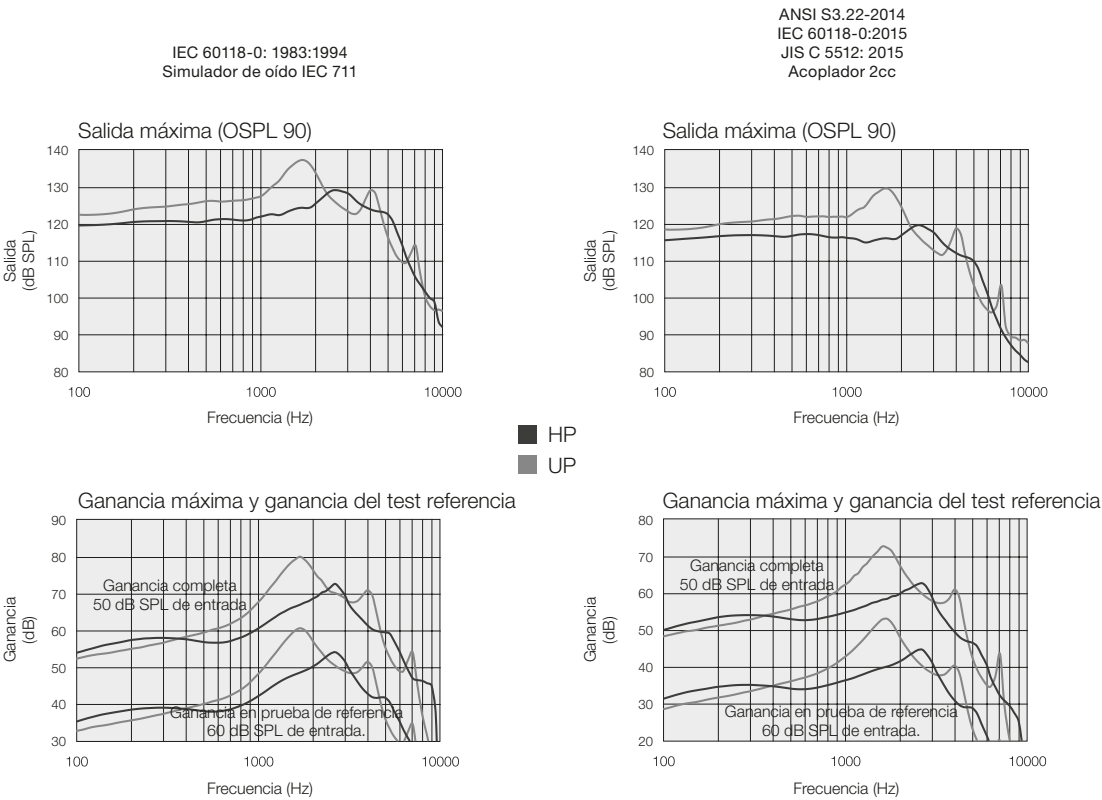 IEC 60118-0: 1983:1994
Simulador de oído IEC 711
ANSI S3.22-2014
IEC 60118-0:2015
JIS C 5512: 2015
Acoplador 2cc
Salida máxima (OSPL 90)
140
130
120
110
100
90
80
Salida
(dB SPL)
100
1000
10000
Frecuencia (Hz)
Salida máxima (OSPL 90)
140
130
120
110
100
90
80
Salida
(dB SPL)
100
1000
10000
Frecuencia (Hz)
HP
UP
Ganancia máxima y ganancia del test referencia
90
80
70
60
50
40
30
Ganancia
(dB)
Ganancia completa
50 dB SPL de entrada
Ganancia en prueba de referencia
60 dB SPL de entrada.
100
1000
10000
Frecuencia (Hz)
Ganancia máxima y ganancia del test referencia
80
70
60
50
40
30
20
Ganancia
(dB)
Ganancia completa
50 dB SPL de entrada
Ganancia en prueba de referencia
60 dB SPL de entrada.
100
1000
10000
Frecuencia (Hz)